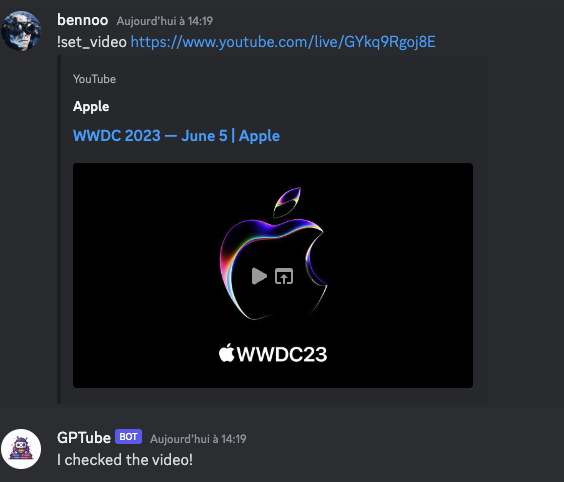 bennoo Aujourd'hui à 14:19
!set_video https://www.youtube.com/live/GYkq9Rgoj8E
YouTube
Apple
WWDC 2023 — June 5 | Apple
WWDC23
GPTube BOT Aujourd'hui à 14:19
I checked the video!